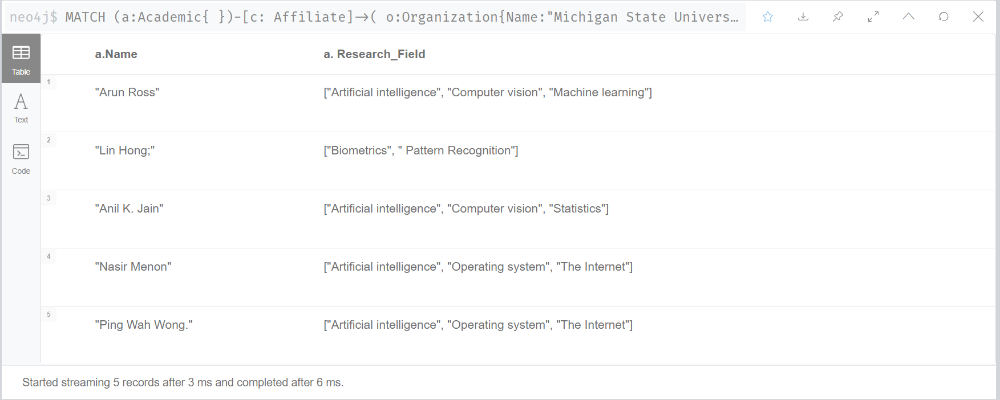 neo4j$ MATCH (a:Academic{ })-[c: Affiliate]→( o:Organization{Name:"Michigan State Univers…
Table
Text
Code
a.Name a. Research_Field
1 "Arun Ross" ["Artificial intelligence", "Computer vision", "Machine learning"]
2 "Lin Hong;" ["Biometrics", " Pattern Recognition"]
3 "Anil K. Jain" ["Artificial intelligence", "Computer vision", "Statistics"]
4 "Nasir Menon" ["Artificial intelligence", "Operating system", "The Internet"]
5 "Ping Wah Wong." ["Artificial intelligence", "Operating system", "The Internet"]
Started streaming 5 records after 3 ms and completed after 6 ms.